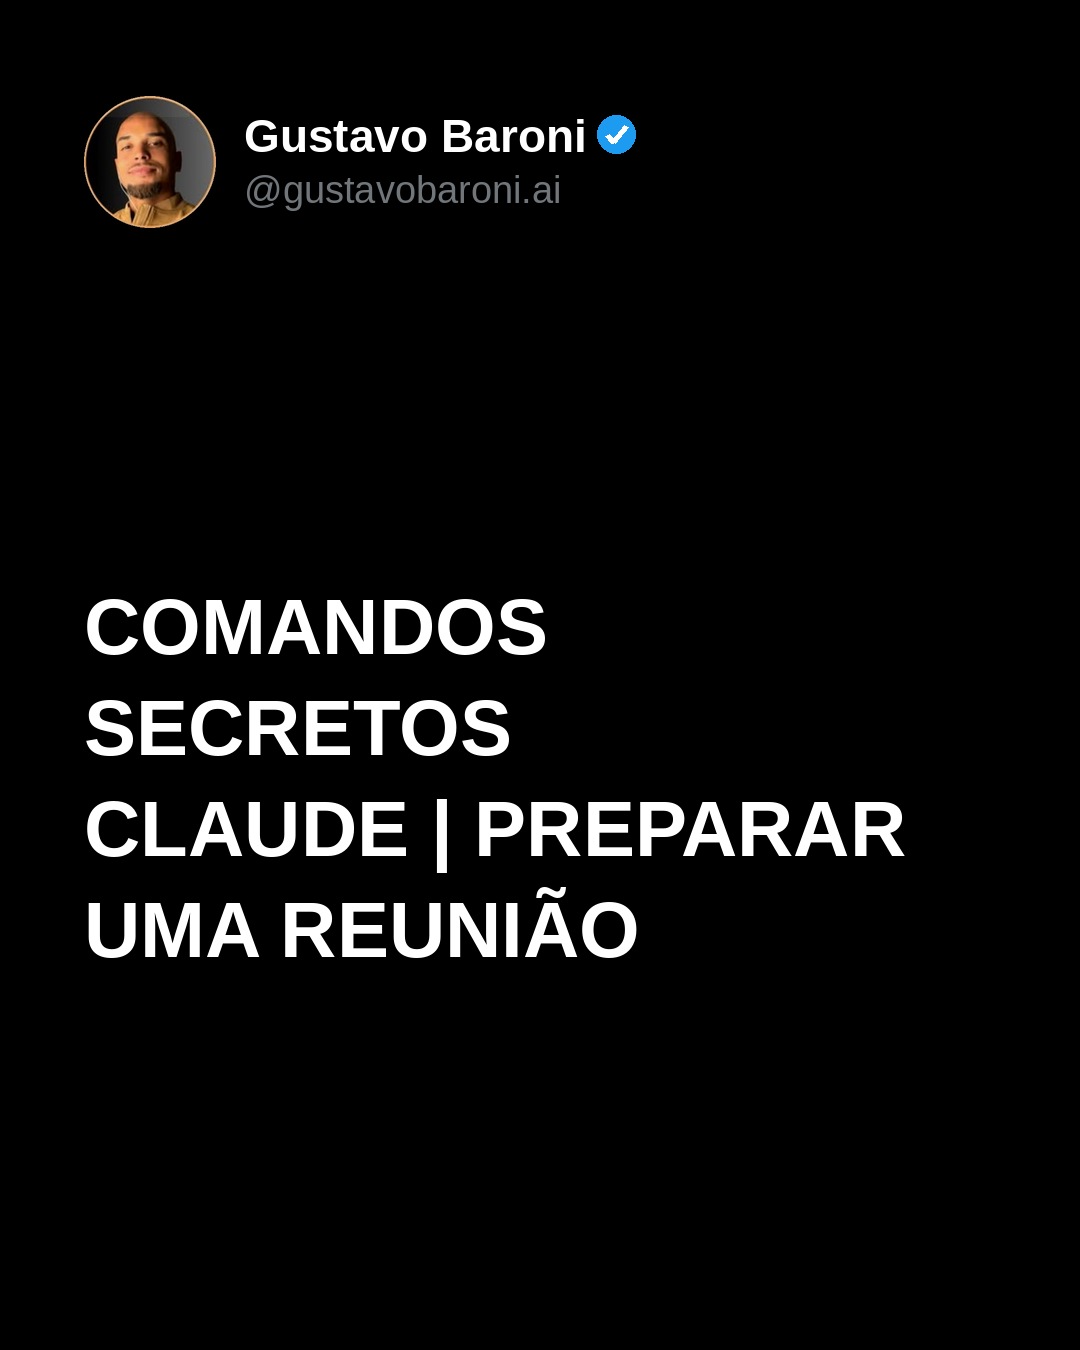 Gustavo Baroni
@gustavobaroni.ai
COMANDOS
SECRETOS
CLAUDE | PREPARAR
UMA REUNIÃO